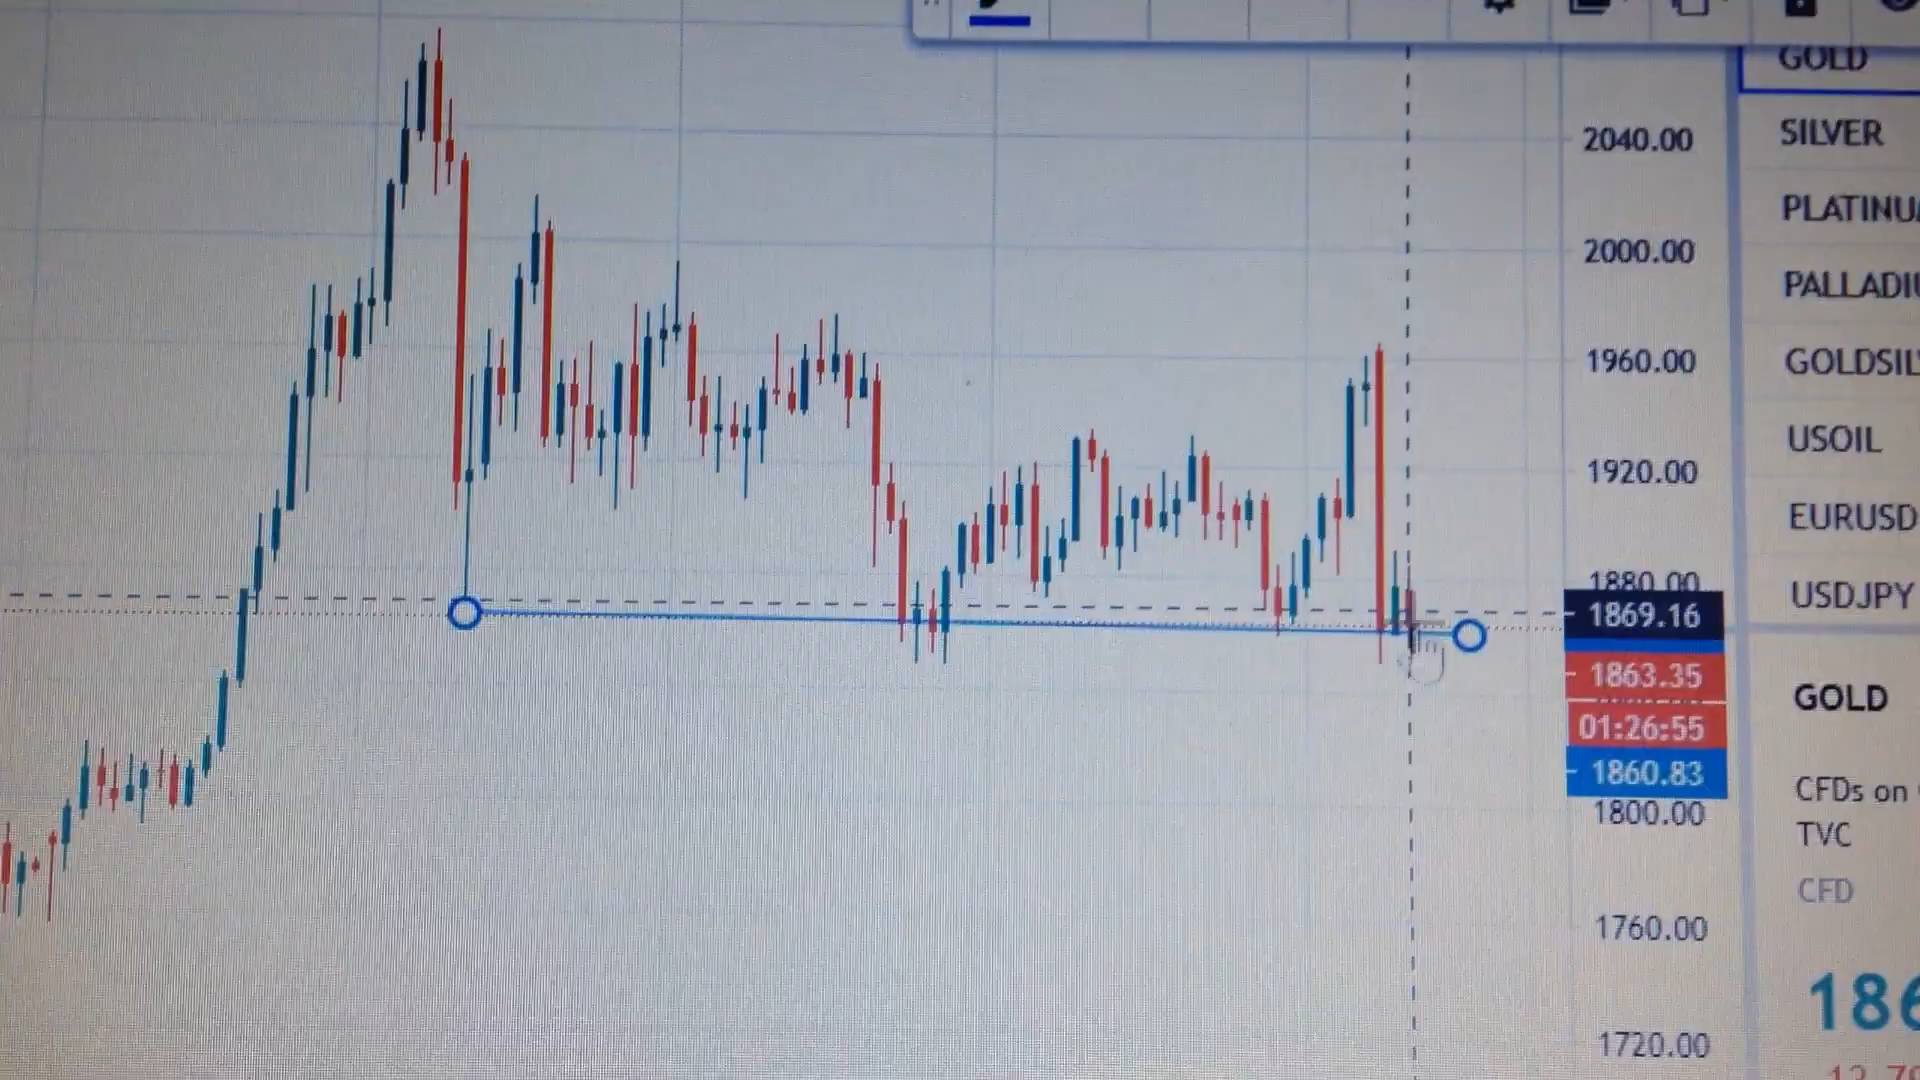 GOLD
2040.00
SILVER
2000.00
PLATINU
PALLADI
1960.00
GOLDSIL
1920.00
USOIL
EURUSD
1880.00
1869.16
USDJPY
1863.35
01:26:55
1860.83
1800.00
GOLD
CFDs on
TVC
CFD
1760.00
186
1720.00